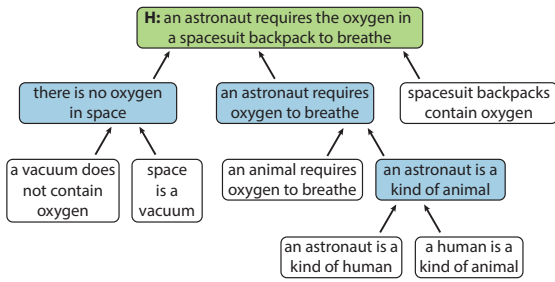 H: an astronaut requires the oxygen in
a spacesuit backpack to breathe
there is no oxygen
in space
an astronaut requires
oxygen to breathe
spacesuit backpacks
contain oxygen
a vacuum does
not contain
oxygen
space
is a
vacuum
an animal requires
oxygen to breathe
an astronaut is a
kind of animal
an astronaut is a
kind of human
a human is a
kind of animal